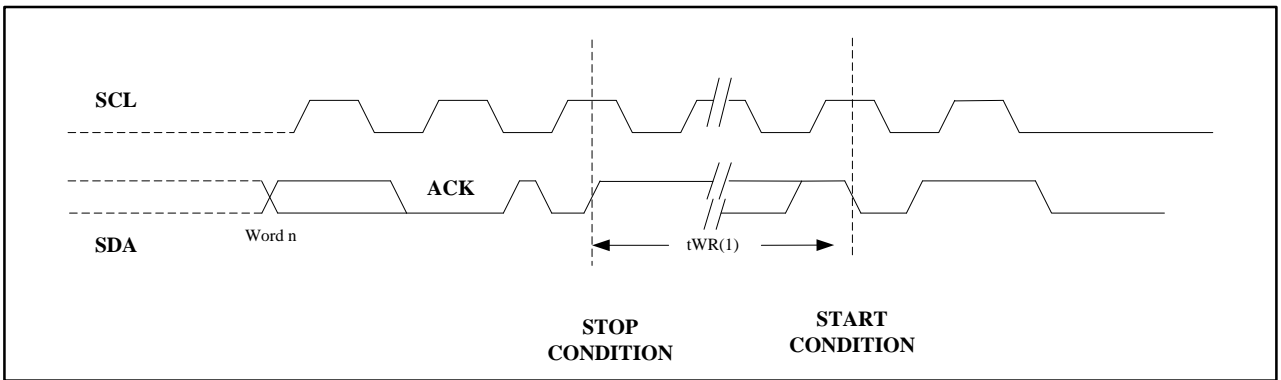 SCL
ACK
Word n
SDA
tWR(1)
STOP
CONDITION
START
CONDITION